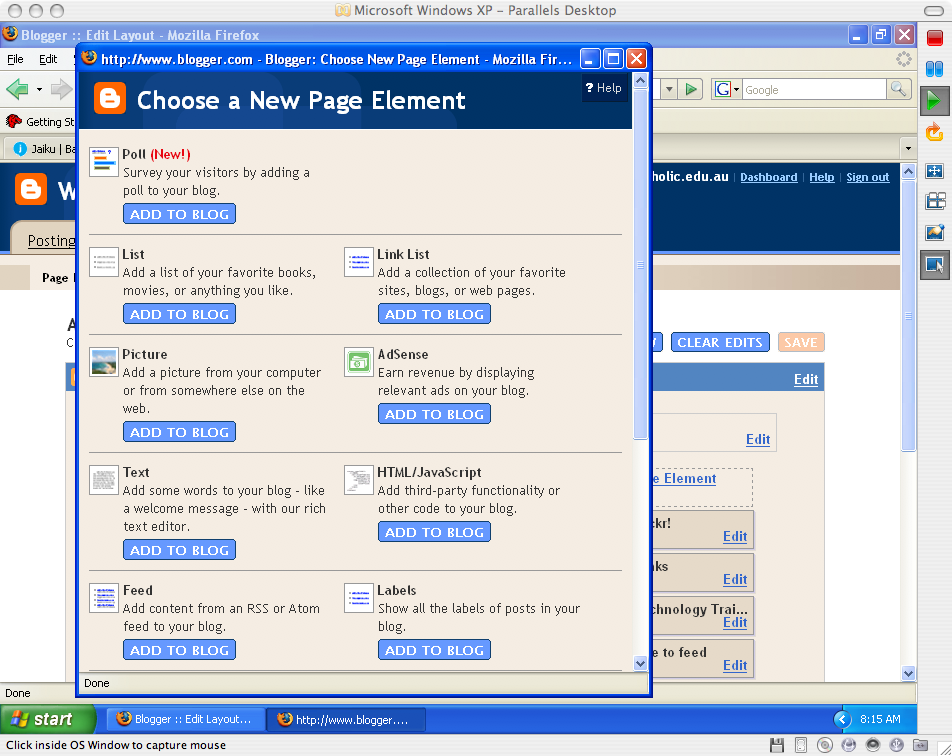 Microsoft Windows XP – Parallels Desktop
Blogger :: Edit Layout - Mozilla Firefox
File Edit
Google
Getting St
Jaiku | Ba
http://www.blogger.com - Blogger: Choose New Page Element - Mozilla Fir...
? Help
Choose a New Page Element
Poll (New!)
Survey your visitors by adding a
poll to your blog.
ADD TO BLOG
List
Add a list of your favorite books,
movies, or anything you like.
ADD TO BLOG
Link List
Add a collection of your favorite
sites, blogs, or web pages.
ADD TO BLOG
Picture
Add a picture from your computer
or from somewhere else on the
web.
ADD TO BLOG
AdSense
Earn revenue by displaying
relevant ads on your blog.
ADD TO BLOG
Text
Add some words to your blog - like
a welcome message - with our rich
text editor.
ADD TO BLOG
HTML/JavaScript
Add third-party functionality or
other code to your blog.
ADD TO BLOG
Feed
Add content from an RSS or Atom
feed to your blog.
ADD TO BLOG
Labels
Show all the labels of posts in your
blog.
ADD TO BLOG
Done
holic.edu.au | Dashboard | Help | Sign out
W
Posting
Page
CLEAR EDITS SAVE
Edit
Edit
e Element
ckr!
Edit
nks
Edit
chnology Trai...
Edit
e to feed
Edit
Done
start
Blogger :: Edit Layout...
http://www.blogger....
8:15 AM
Click inside OS Window to capture mouse